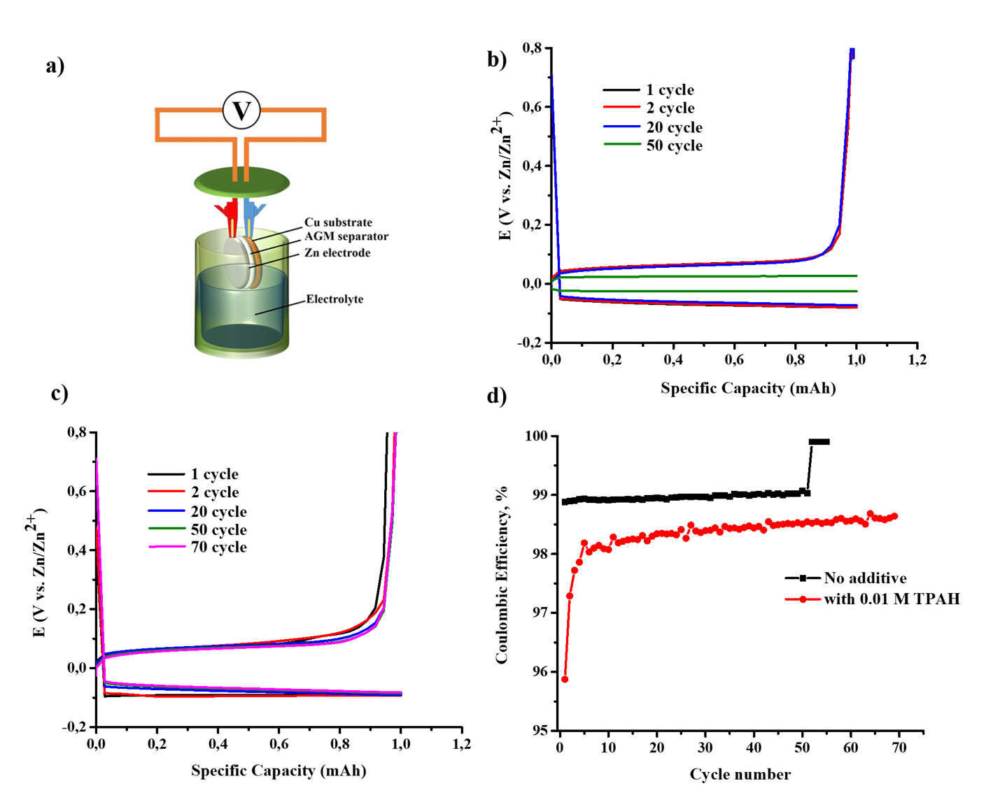 a)
V
Cu substrate
AGM separator
Zn electrode
Electrolyte
b)
0,8
0,6
0,4
0,2
0,0
-0,2
E (V vs. Zn/Zn2+)
1 cycle
2 cycle
20 cycle
50 cycle
0,0 0,2 0,4 0,6 0,8 1,0 1,2
Specific Capacity (mAh)
c)
0,8
0,6
0,4
0,2
0,0
-0,2
E (V vs. Zn/Zn2+)
1 cycle
2 cycle
20 cycle
50 cycle
70 cycle
0,0 0,2 0,4 0,6 0,8 1,0 1,2
Specific Capacity (mAh)
d)
100
99
98
97
96
95
Coulombic Efficiency, %
No additive
with 0.01 M TPAH
0 10 20 30 40 50 60 70
Cycle number